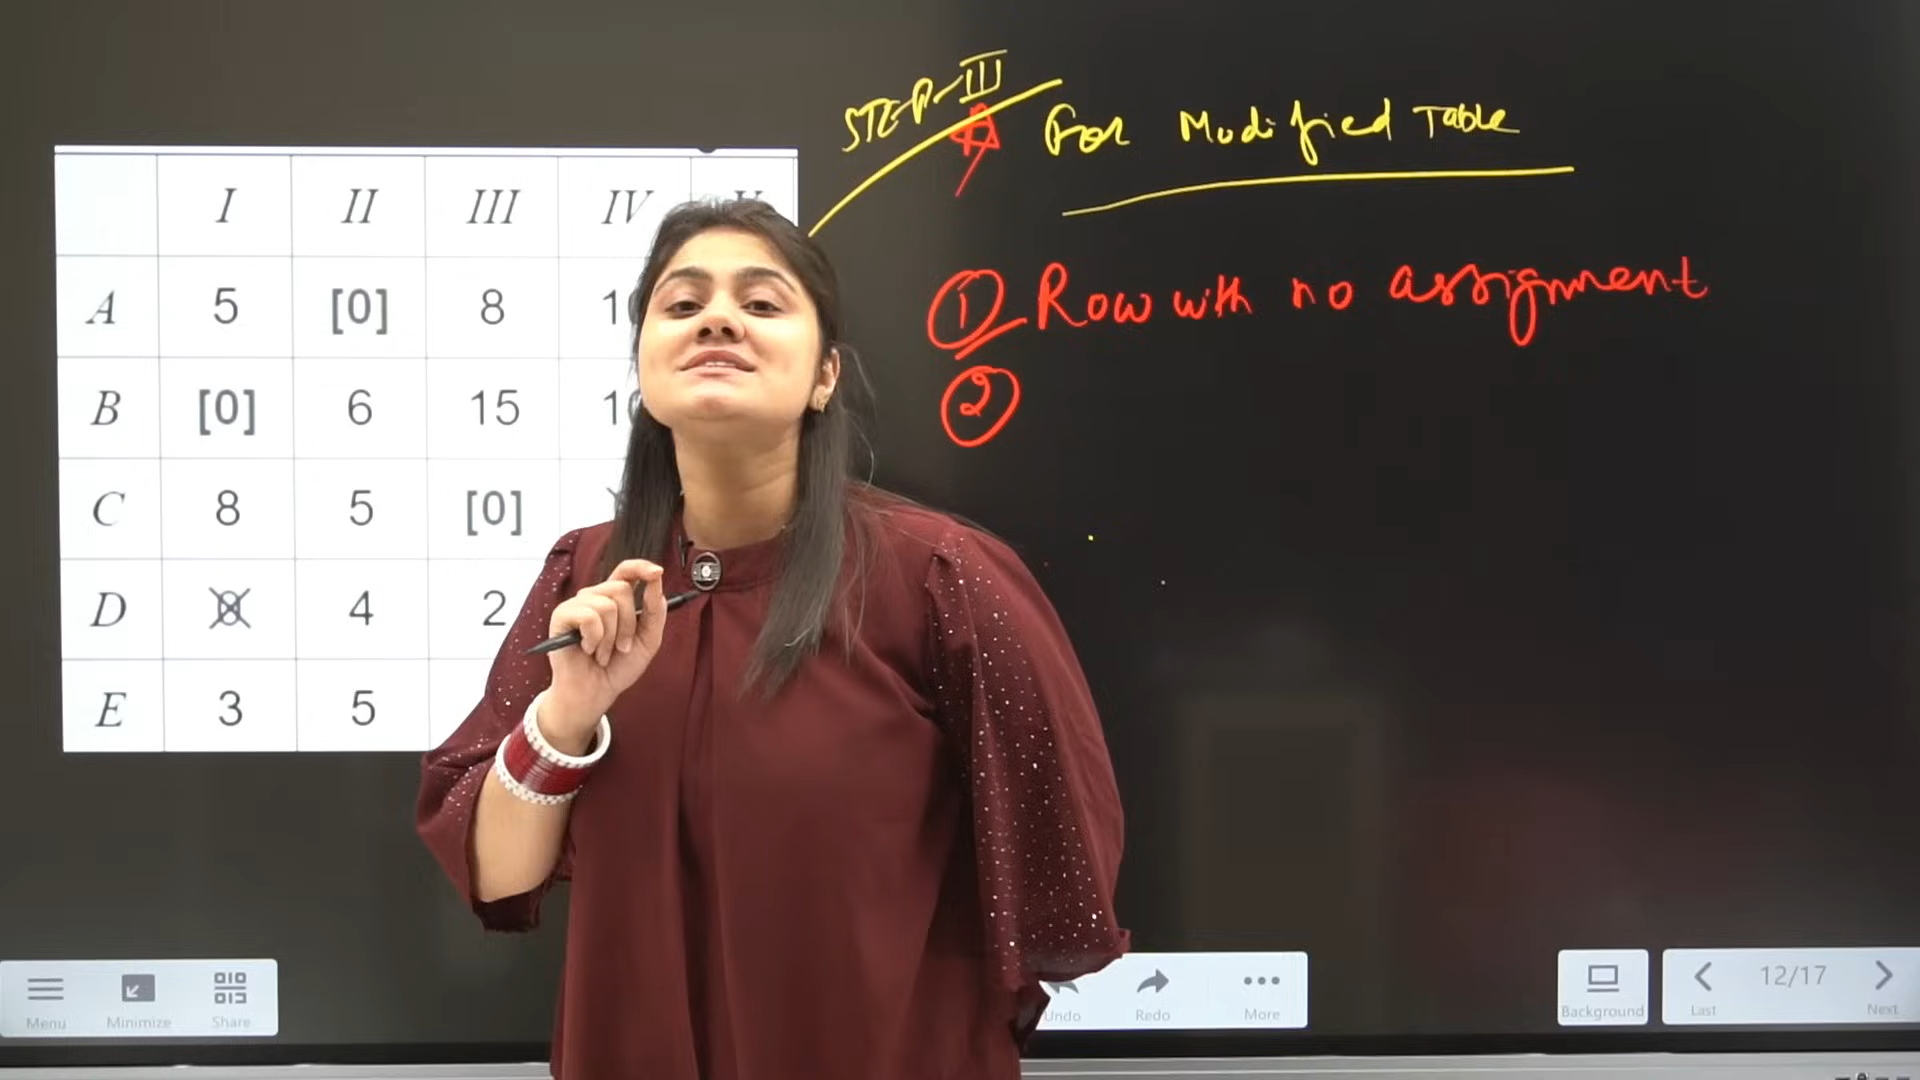 STEP-III
For Modified Table
I II III IV
A 5 [0] 8
B [0] 6 15
C 8 5 [0]
D 4 2
E 3 5
① Row with no assignment
②
Menu Minimize Share
Undo Redo More
Background
Last 12/17 Next